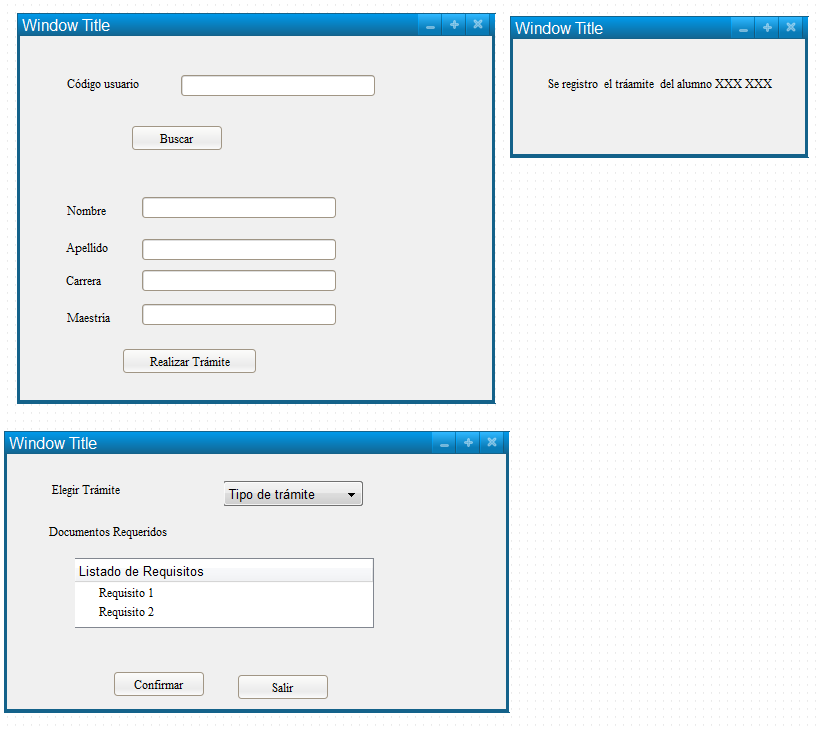 Window Title
Código usuario
Buscar
Nombre
Apellido
Carrera
Maestria
Realizar Trámite
Window Title
Se registro el tráamite del alumno XXX XXX
Window Title
Elegir Trámite
Tipo de trámite
Documentos Requeridos
Listado de Requisitos
Requisito 1
Requisito 2
Confirmar
Salir